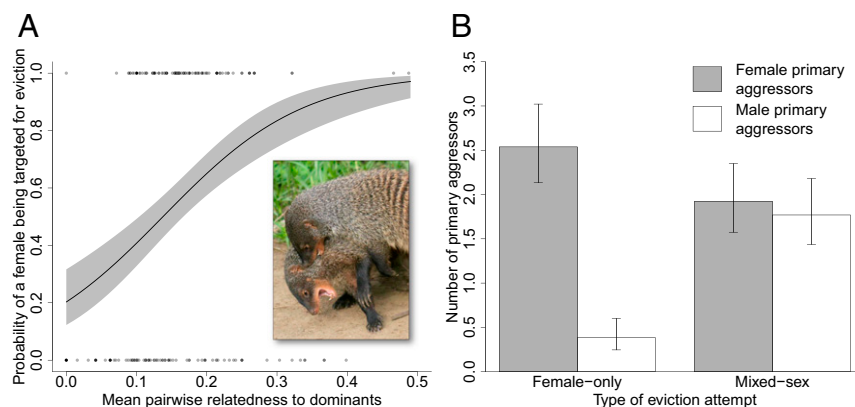 A
Probability of a female being targeted for eviction
1.0
0.8
0.6
0.4
0.2
0.0
0.0 0.1 0.2 0.3 0.4 0.5
Mean pairwise relatedness to dominants
B
Number of primary aggressors
3.5
3.0
2.5
2.0
1.5
1.0
0.5
0.0
Female primary
aggressors
Male primary
aggressors
Female−only Mixed−sex
Type of eviction attempt